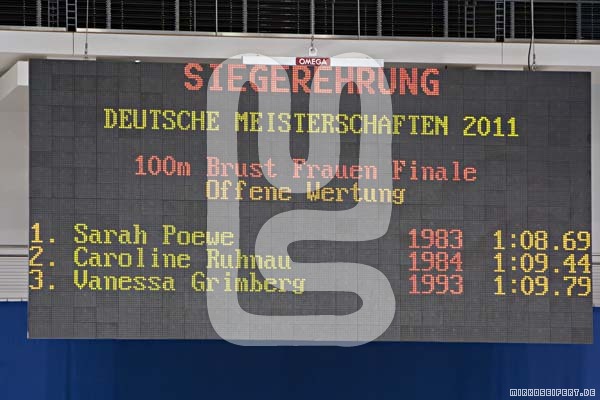 OMEGA
SIEGEREHRUNG
DEUTSCHE MEISTERSCHAFTEN 2011
100m Brust Frauen Finale
Offene Wertung
1. Sarah Poewe 1983 1:08.69
2. Caroline Ruhnau 1984 1:09.44
3. Vanessa Grimberg 1993 1:09.79
MIRKOSEIFERT.DE